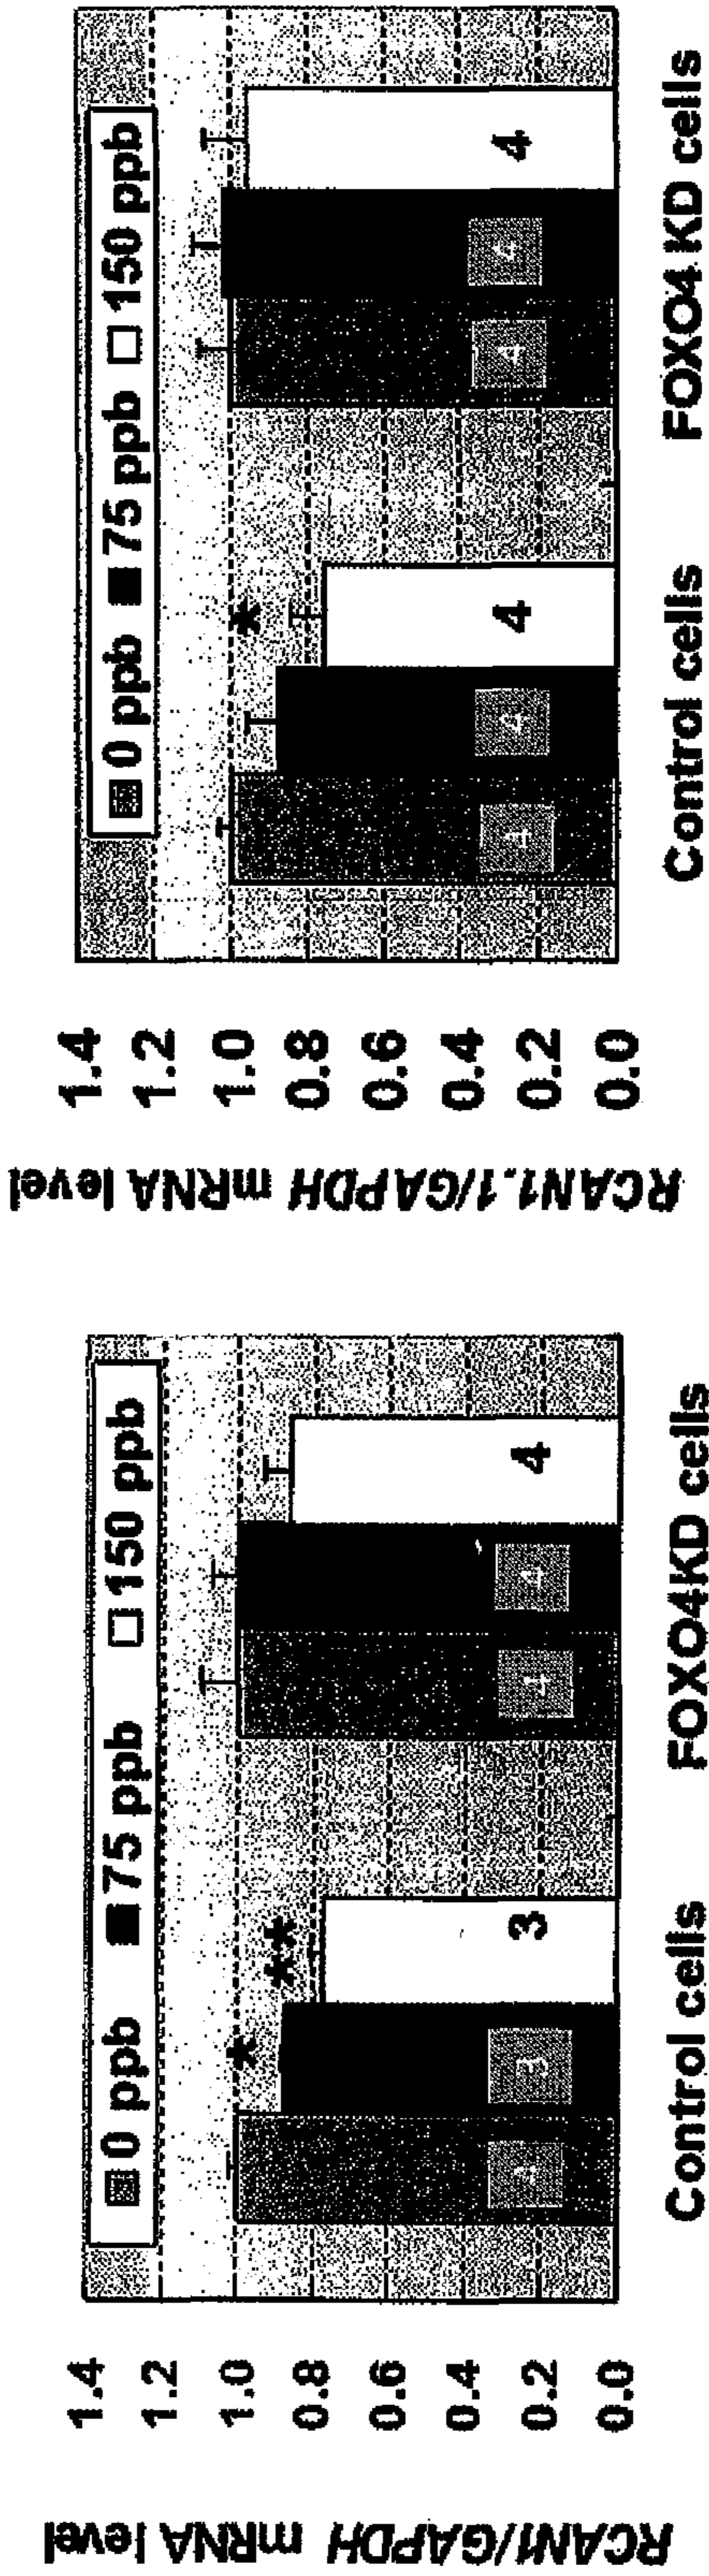 RCAN1/GAPDH mRNA level
1.4
1.2
1.0
0.8
0.6
0.4
0.2
0.0
0 ppb 75 ppb 150 ppb
* **
3 3 4 4
Control cells FOXO4KD cells
RCAN1.1/GAPDH mRNA level
1.4
1.2
1.0
0.8
0.6
0.4
0.2
0.0
0 ppb 75 ppb 150 ppb
*
4 4 4 4 4
Control cells FOXO4 KD cells